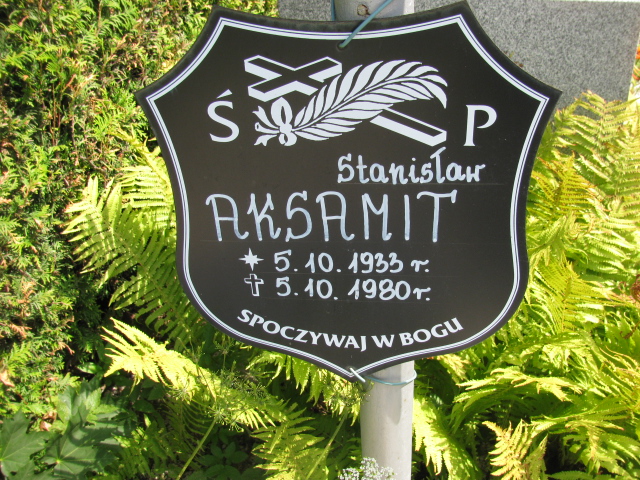 Ś P
Stanisław
AKSAMIT
5.10.1933 r.
5.10.1980 r.
SPOCZYWAJ W BOGU